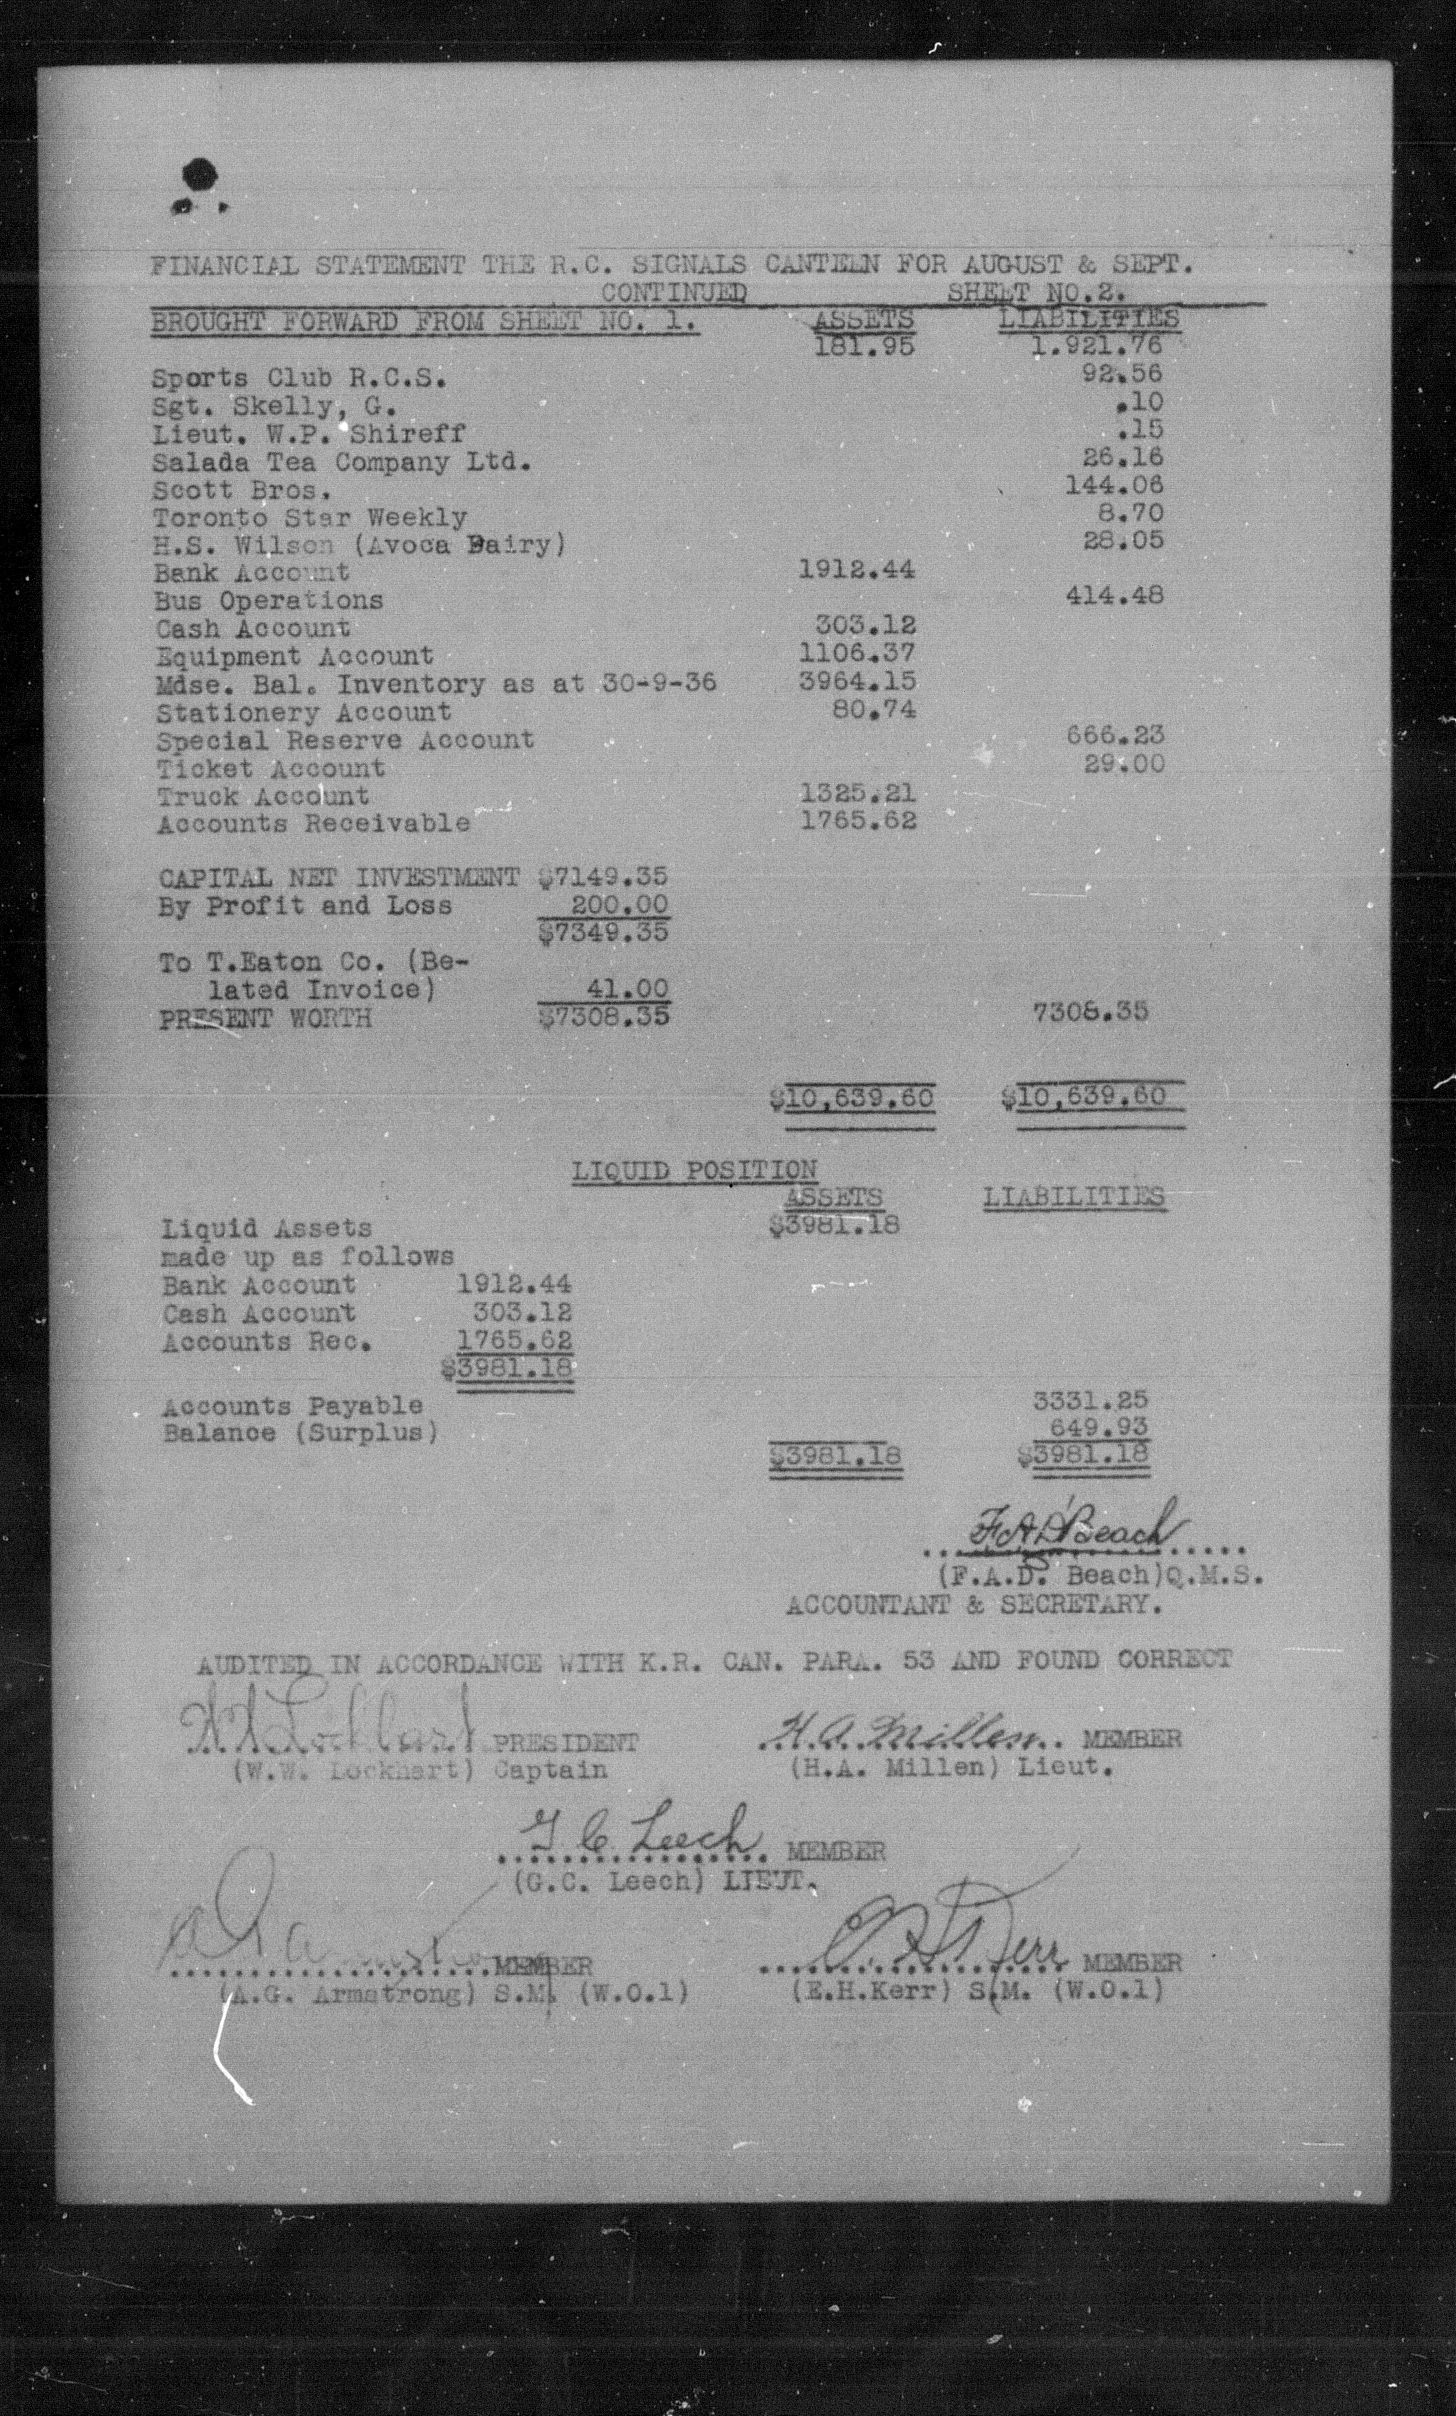 FINANCIAL STATEMENT THE R.C. SIGNALS CANTEEN FOR AUGUST & SEPT.
CONTINUED SHEET NO.2.
BROUGHT FORWARD FROM SHEET NO. 1. ASSETS LIABILITIES
181.95 1.921.76
Sports Club R.C.S. 92.56
Sgt. Skelly, G. .10
Lieut. W.P. Shireff .15
Salada Tea Company Ltd. 26.16
Scott Bros. 144.06
Toronto Star Weekly 8.70
H.S. Wilson (Avoca Dairy) 28.05
Bank Account 1912.44
Bus Operations 414.48
Cash Account 303.12
Equipment Account 1106.37
Mdse. Bal. Inventory as at 30-9-36 3964.15
Stationery Account 80.74
Special Reserve Account 666.23
Ticket Account 29.00
Truck Account 1325.21
Accounts Receivable 1765.62
CAPITAL NET INVESTMENT $7149.35
By Profit and Loss 200.00
$7349.35
To T.Eaton Co. (Be-
lated Invoice) 41.00
PRESENT WORTH $7308.35 7308.35
$10,639.60 $10,639.60
LIQUID POSITION
ASSETS LIABILITIES
Liquid Assets $3981.18
made up as follows
Bank Account 1912.44
Cash Account 303.12
Accounts Rec. 1765.62
$3981.18
Accounts Payable 3331.25
Balance (Surplus) 649.93
$3981.18 $3981.18
F.A.D. Beach
(F.A.D. Beach)Q.M.S.
ACCOUNTANT & SECRETARY.
AUDITED IN ACCORDANCE WITH K.R. CAN. PARA. 53 AND FOUND CORRECT
W W Lockhart PRESIDENT H.A. Millen MEMBER
(W.W. Lockhart) Captain (H.A. Millen) Lieut.
G C Leech MEMBER
(G.C. Leech) LIEUT.
A G Armstrong MEMBER E.H. Kerr MEMBER
(A.G. Armstrong) S.M. (W.O.1) (E.H.Kerr) S.M. (W.O.1)